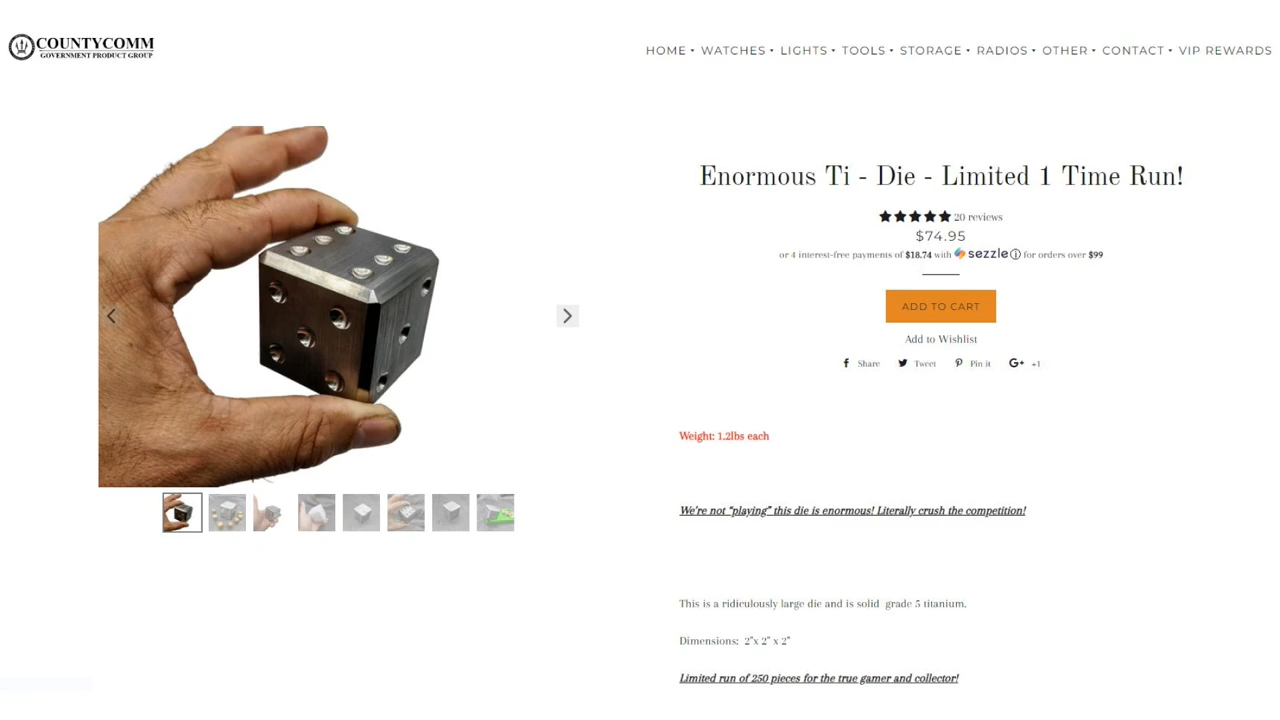 COUNTYCOMM
GOVERNMENT PRODUCT GROUP
HOME WATCHES LIGHTS TOOLS STORAGE RADIOS OTHER CONTACT VIP REWARDS
Enormous Ti - Die - Limited 1 Time Run!
20 reviews
$74.95
or 4 interest-free payments of $18.74 with sezzle for orders over $99
ADD TO CART
Add to Wishlist
Share Tweet Pin it G+ +1
Weight: 1.2lbs each
We're not “playing” this die is enormous! Literally crush the competition!
This is a ridiculously large die and is solid grade 5 titanium.
Dimensions: 2"x 2" x 2"
Limited run of 250 pieces for the true gamer and collector!